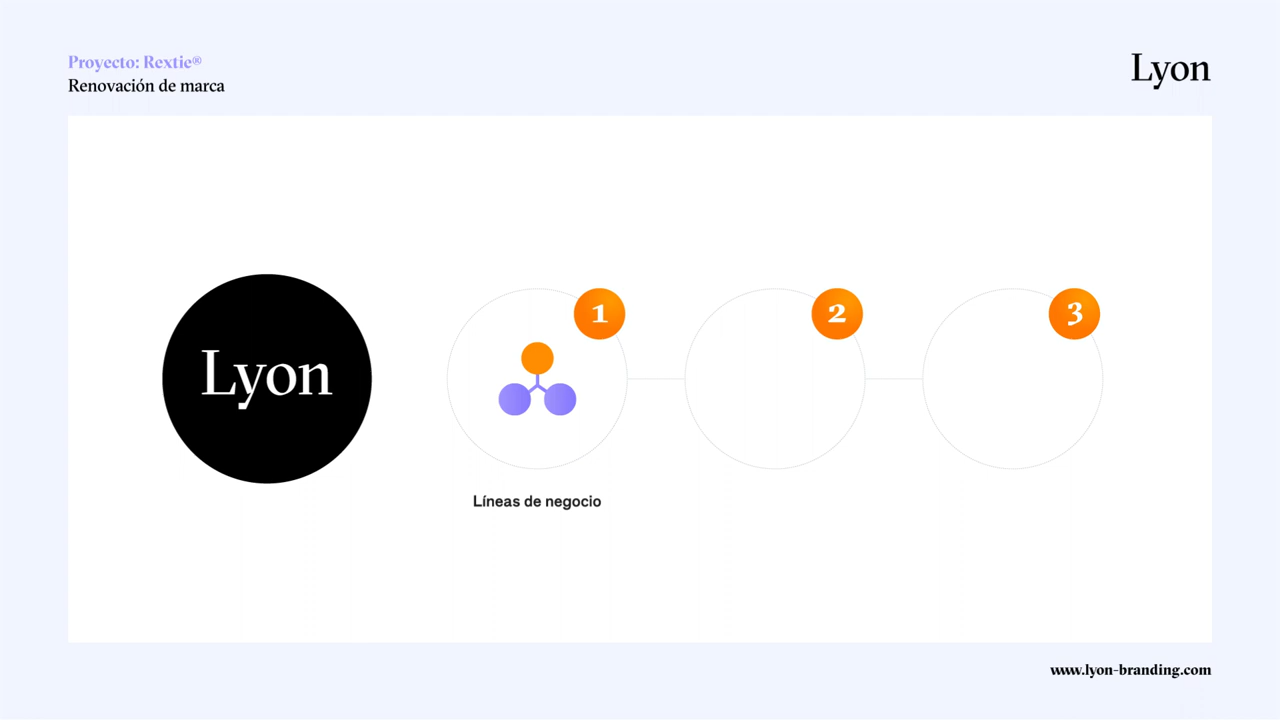 Proyecto: Rextie®
Renovación de marca
Lyon
Lyon
1
2
3
Líneas de negocio
www.lyon-branding.com